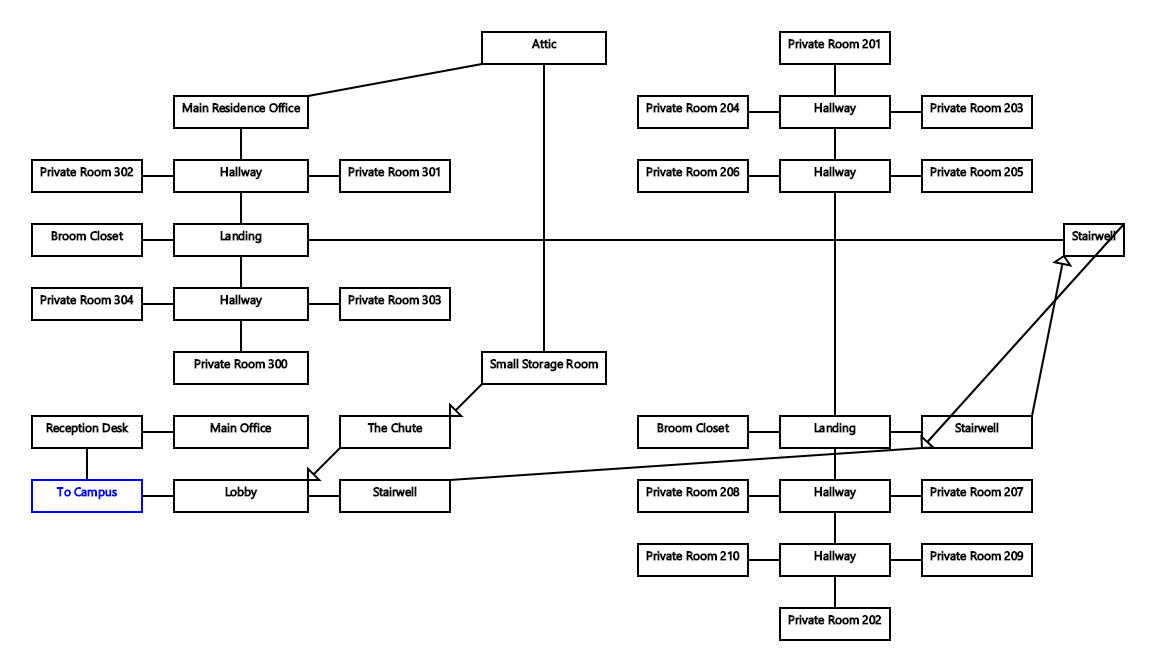 Attic
Private Room 201
Main Residence Office
Private Room 204
Hallway
Private Room 203
Private Room 302
Hallway
Private Room 301
Private Room 206
Hallway
Private Room 205
Broom Closet
Landing
Stairwell
Private Room 304
Hallway
Private Room 303
Private Room 300
Small Storage Room
Reception Desk
Main Office
The Chute
Broom Closet
Landing
Stairwell
To Campus
Lobby
Stairwell
Private Room 208
Hallway
Private Room 207
Private Room 210
Hallway
Private Room 209
Private Room 202